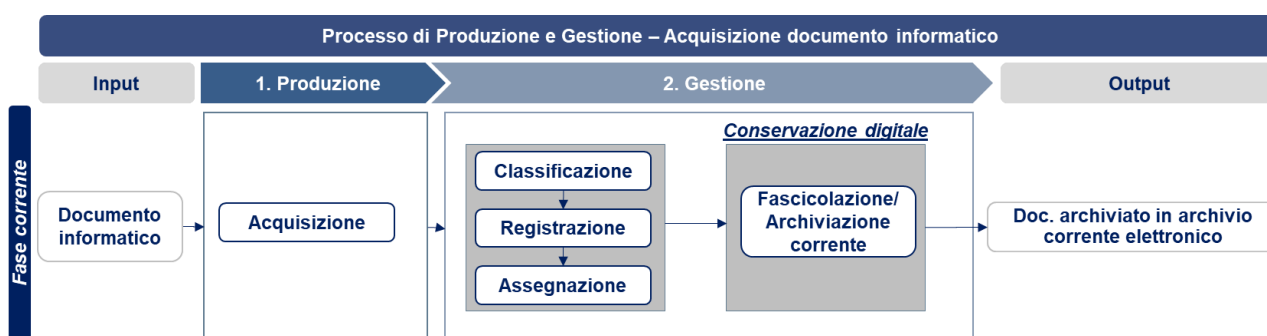 Processo di Produzione e Gestione – Acquisizione documento informatico
Input
1. Produzione
2. Gestione
Output
Fase corrente
Documento
informatico
Acquisizione
Classificazione
Registrazione
Assegnazione
Conservazione digitale
Fascicolazione/
Archiviazione
corrente
Doc. archiviato in archivio
corrente elettronico